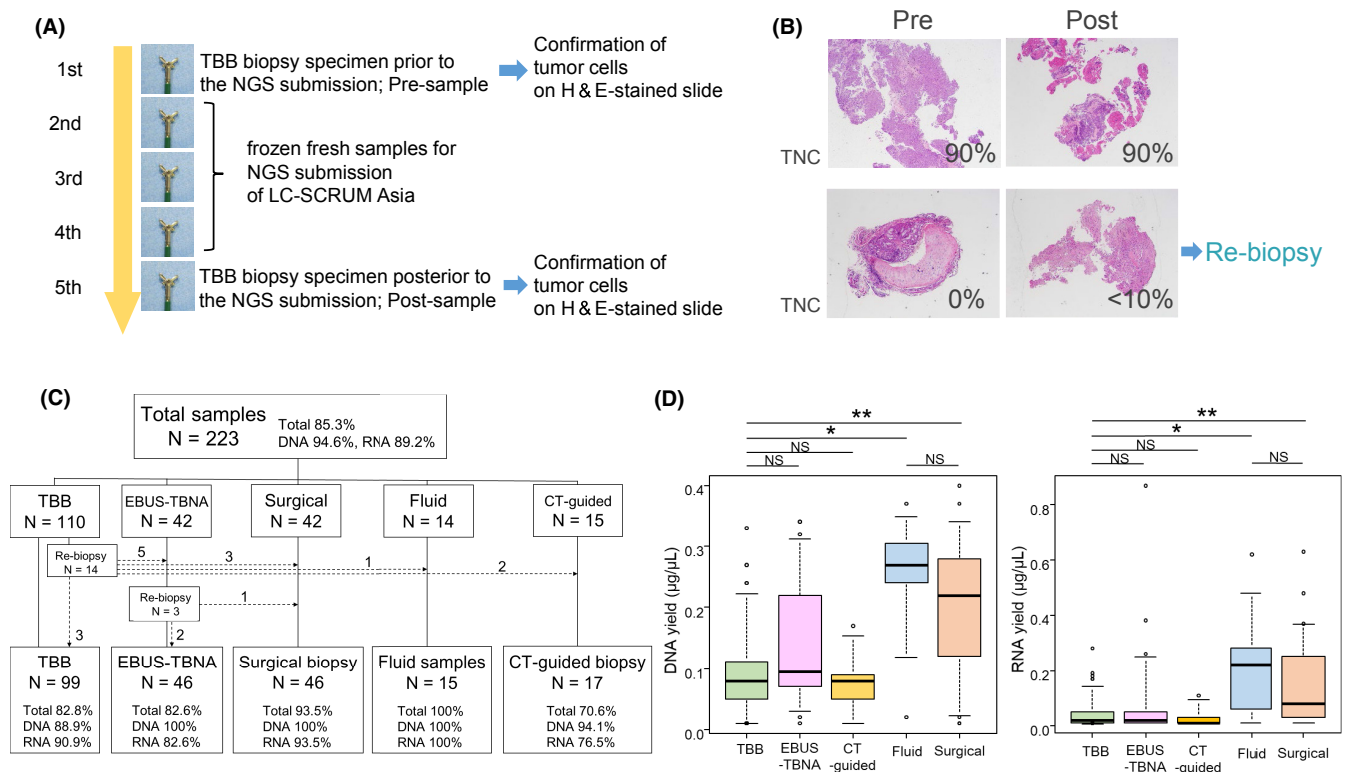 (A)
1st
2nd
3rd
4th
5th
TBB biopsy specimen prior to
the NGS submission; Pre-sample
Confirmation of
tumor cells
on H & E-stained slide
frozen fresh samples for
NGS submission
of LC-SCRUM Asia
TBB biopsy specimen posterior to
the NGS submission; Post-sample
Confirmation of
tumor cells
on H & E-stained slide
(B)
Pre
Post
TNC
90%
90%
TNC
0%
<10%
Re-biopsy
(C)
Total samples
N = 223
Total 85.3%
DNA 94.6%, RNA 89.2%
TBB
N = 110
EBUS-TBNA
N = 42
Surgical
N = 42
Fluid
N = 14
CT-guided
N = 15
Re-biopsy
N = 14
5
3
1
2
Re-biopsy
N = 3
1
3
2
TBB
N = 99
Total 82.8%
DNA 88.9%
RNA 90.9%
EBUS-TBNA
N = 46
Total 82.6%
DNA 100%
RNA 82.6%
Surgical biopsy
N = 46
Total 93.5%
DNA 100%
RNA 93.5%
Fluid samples
N = 15
Total 100%
DNA 100%
RNA 100%
CT-guided biopsy
N = 17
Total 70.6%
DNA 94.1%
RNA 76.5%
(D)
**
*
NS
NS
NS
DNA yield (µg/µL)
0.4
0.3
0.2
0.1
0.0
TBB
EBUS
-TBNA
CT
-guided
Fluid
Surgical
**
*
NS
NS
NS
RNA yield (µg/µL)
0.8
0.6
0.4
0.2
0.0
TBB
EBUS
-TBNA
CT
-guided
Fluid
Surgical